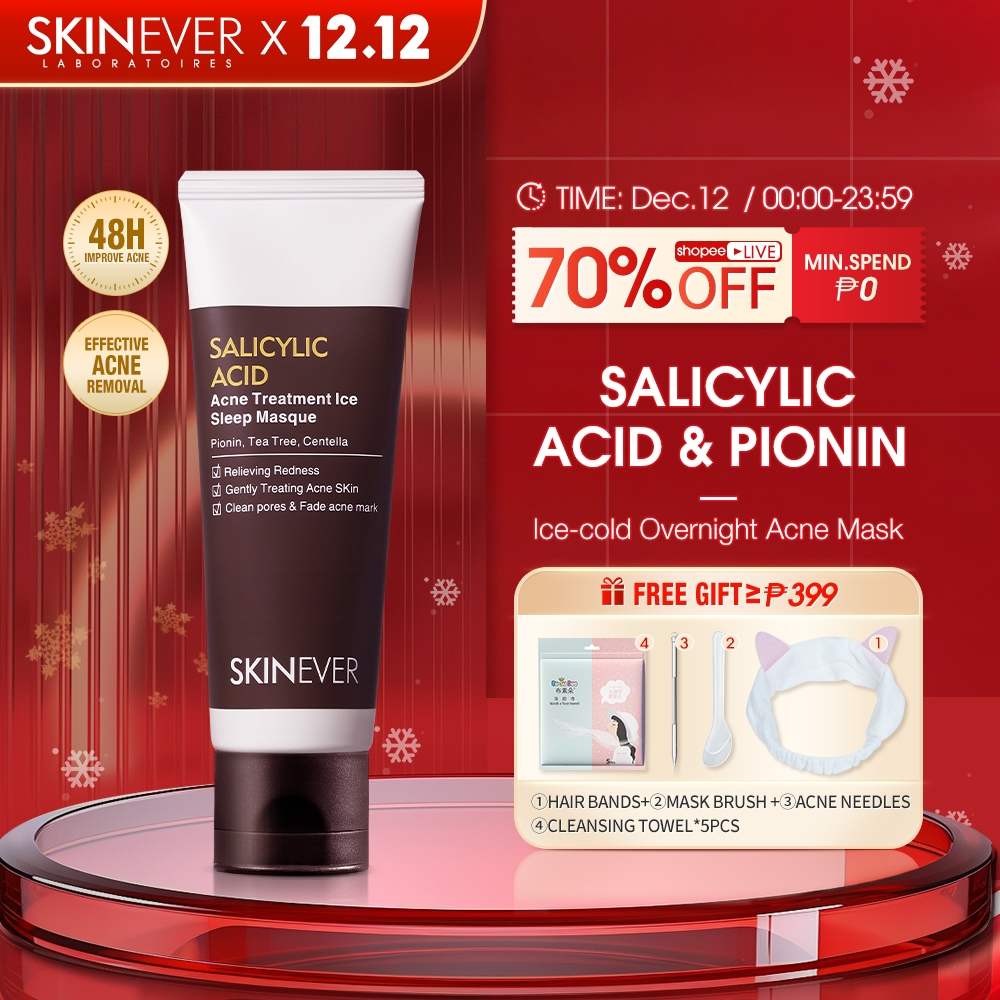 SKINEVER X 12.12
LABORATOIRES
48H
IMPROVE ACNE
EFFECTIVE
ACNE
REMOVAL
SALICYLIC
ACID
Acne Treatment Ice
Sleep Masque
Pionin, Tea Tree, Centella
☑ Relieving Redness
☑ Gently Treating Acne SKin
☑ Clean pores & Fade acne mark
SKINEVER
TIME: Dec.12 / 00:00-23:59
70% OFF
shopee LIVE
MIN.SPEND
₱0
SALICYLIC
ACID & PIONIN
Ice-cold Overnight Acne Mask
FREE GIFT≥₱399
4
3
2
1
布素朵
①HAIR BANDS+②MASK BRUSH+③ACNE NEEDLES
④CLEANSING TOWEL*5PCS